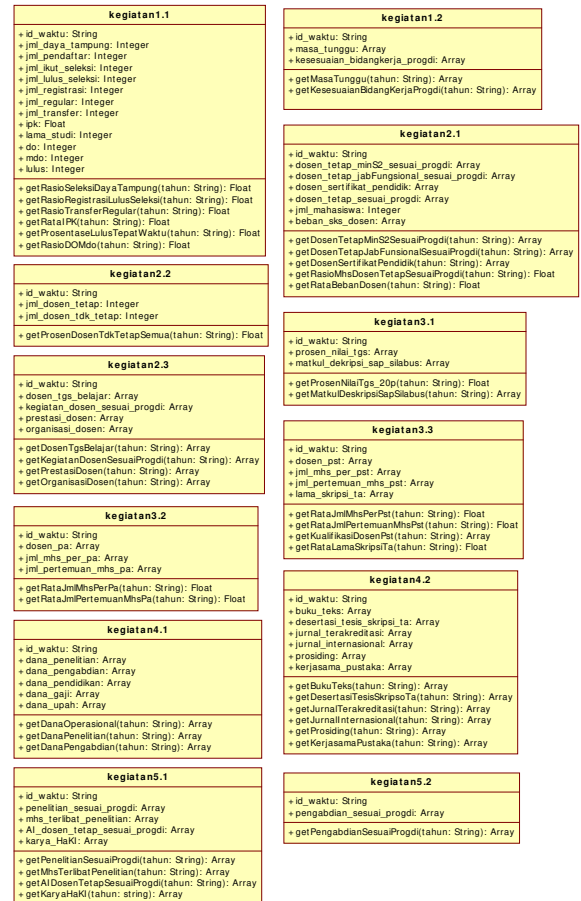 kegiatan1.1
+ id_waktu: String
+ jml_daya_tampung: Integer
+ jml_pendaftar: Integer
+ jml_ikut_seleksi: Integer
+ jml_lulus_seleksi: Integer
+ jml_registrasi: Integer
+ jml_regular: Integer
+ jml_transfer: Integer
+ ipk: Float
+ lama_studi: Integer
+ do: Integer
+ mdo: Integer
+ lulus: Integer
+ getRasioSeleksiDayaTampung(tahun: String): Float
+ getRasioRegistrasiLulusSeleksi(tahun: String): Float
+ getRasioTransferRegular(tahun: String): Float
+ getRataIPK(tahun: String): Float
+ getProsentaseLulusTepatWaktu(tahun: String): Float
+ getRasioDOMdo(tahun: String): Float
kegiatan1.2
+ id_waktu: String
+ masa_tunggu: Array
+ kesesuaian_bidangkerja_progdi: Array
+ getMasaTunggu(tahun: String): Array
+ getKesesuaianBidangKerjaProgdi(tahun: String): Array
kegiatan2.1
+ id_waktu: String
+ dosen_tetap_minS2_sesuai_progdi: Array
+ dosen_tetap_jabFungsional_sesuai_progdi: Array
+ dosen_sertifikat_pendidik: Array
+ dosen_tetap_sesuai_progdi: Array
+ jml_mahasiswa: Integer
+ beban_sks_dosen: Array
+ getDosenTetapMinS2SesuaiProgdi(tahun: String): Array
+ getDosenTetapJabFunsionalSesuaiProgdi(tahun: String): Array
+ getDosenSertifikatPendidik(tahun: String): Array
+ getRasioMhsDosenTetapSesuaiProgdi(tahun: String): Float
+ getRataBebanDosen(tahun: String): Float
kegiatan2.2
+ id_waktu: String
+ jml_dosen_tetap: Integer
+ jml_dosen_tdk_tetap: Integer
+ getProsenDosenTdkTetapSemua(tahun: String): Float
kegiatan3.1
+ id_waktu: String
+ prosen_nilai_tgs: Array
+ matkul_dekripsi_sap_silabus: Array
+ getProsenNilaiTgs_20p(tahun: String): Float
+ getMatkulDeskripsiSapSilabus(tahun: String): Array
kegiatan2.3
+ id_waktu: String
+ dosen_tgs_belajar: Array
+ kegiatan_dosen_sesuai_progdi: Array
+ prestasi_dosen: Array
+ organisasi_dosen: Array
+ getDosenTgsBelajar(tahun: String): Array
+ getKegiatanDosenSesuaiProgdi(tahun: String): Array
+ getPrestasiDosen(tahun: String): Array
+ getOrganisasiDosen(tahun: String): Array
kegiatan3.3
+ id_waktu: String
+ dosen_pst: Array
+ jml_mhs_per_pst: Array
+ jml_pertemuan_mhs_pst: Array
+ lama_skripsi_ta: Array
+ getRataJmlMhsPerPst(tahun: String): Float
+ getRataJmlPertemuanMhsPst(tahun: String): Float
+ getKualifikasiDosenPst(tahun: String): Array
+ getRataLamaSkripsiTa(tahun: String): Float
kegiatan3.2
+ id_waktu: String
+ dosen_pa: Array
+ jml_mhs_per_pa: Array
+ jml_pertemuan_mhs_pa: Array
+ getRataJmlMhsPerPa(tahun: String): Float
+ getRataJmlPertemuanMhsPa(tahun: String): Float
kegiatan4.2
+ id_waktu: String
+ buku_teks: Array
+ desertasi_tesis_skripsi_ta: Array
+ jurnal_terakreditasi: Array
+ jurnal_internasional: Array
+ prosiding: Array
+ kerjasama_pustaka: Array
+ getBukuTeks(tahun: String): Array
+ getDesertasiTesisSkripsoTa(tahun: String): Array
+ getJurnalTerakreditasi(tahun: String): Array
+ getJurnalInternasional(tahun: String): Array
+ getProsiding(tahun: String): Array
+ getKerjasamaPustaka(tahun: String): Array
kegiatan4.1
+ id_waktu: String
+ dana_penelitian: Array
+ dana_pengabdian: Array
+ dana_pendidikan: Array
+ dana_gaji: Array
+ dana_upah: Array
+ getDanaOperasional(tahun: String): Array
+ getDanaPenelitian(tahun: String): Array
+ getDanaPengabdian(tahun: String): Array
kegiatan5.1
+ id_waktu: String
+ penelitian_sesuai_progdi: Array
+ mhs_terlibat_penelitian: Array
+ AI_dosen_tetap_sesuai_progdi: Array
+ karya_HaKI: Array
+ getPenelitianSesuaiProgdi(tahun: String): Array
+ getMhsTerlibatPenelitian(tahun: String): Array
+ getAIDosenTetapSesuaiProgdi(tahun: String): Array
+ getKaryaHaKI(tahun: string): Array
kegiatan5.2
+ id_waktu: String
+ pengabdian_sesuai_progdi: Array
+ getPengabdianSesuaiProgdi(tahun: String): Array